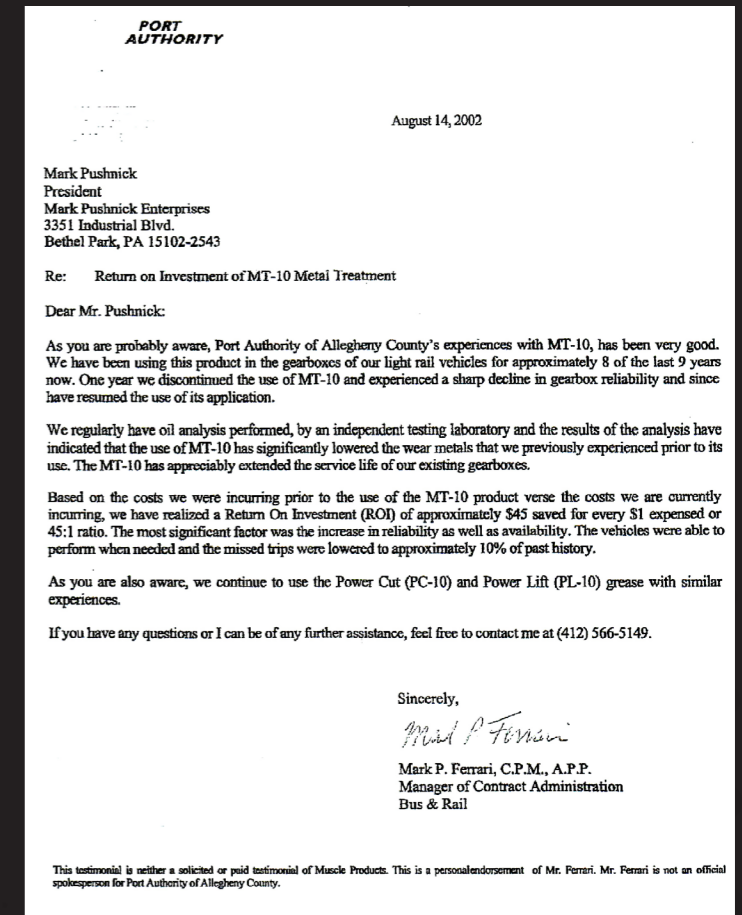 PORT
AUTHORITY
August 14, 2002
Mark Pushnick
President
Mark Pushnick Enterprises
3351 Industrial Blvd.
Bethel Park, PA 15102-2543
Re: Return on Investment of MT-10 Metal Treatment
Dear Mr. Pushnick:
As you are probably aware, Port Authority of Allegheny County's experiences with MT-10, has been very good.
We have been using this product in the gearboxes of our light rail vehicles for approximately 8 of the last 9 years
now. One year we discontinued the use of MT-10 and experienced a sharp decline in gearbox reliability and since
have resumed the use of its application.
We regularly have oil analysis performed, by an independent testing laboratory and the results of the analysis have
indicated that the use of MT-10 has significantly lowered the wear metals that we previously experienced prior to its
use. The MT-10 has appreciably extended the service life of our existing gearboxes.
Based on the costs we were incurring prior to the use of the MT-10 product verse the costs we are currently
incurring, we have realized a Return On Investment (ROI) of approximately $45 saved for every $1 expensed or
45:1 ratio. The most significant factor was the increase in reliability as well as availability. The vehicles were able to
perform when needed and the missed trips were lowered to approximately 10% of past history.
As you are also aware, we continue to use the Power Cut (PC-10) and Power Lift (PL-10) grease with similar
experiences.
If you have any questions or I can be of any further assistance, feel free to contact me at (412) 566-5149.
Sincerely,
Mark P. Ferrari, C.P.M., A.P.P.
Manager of Contract Administration
Bus & Rail
This testimonial is neither a solicited or paid testimonial of Muscle Products. This is a personalendorsement of Mr. Ferrari. Mr. Ferrari is not an official
spokesperson for Port Authority of Allegheny County.